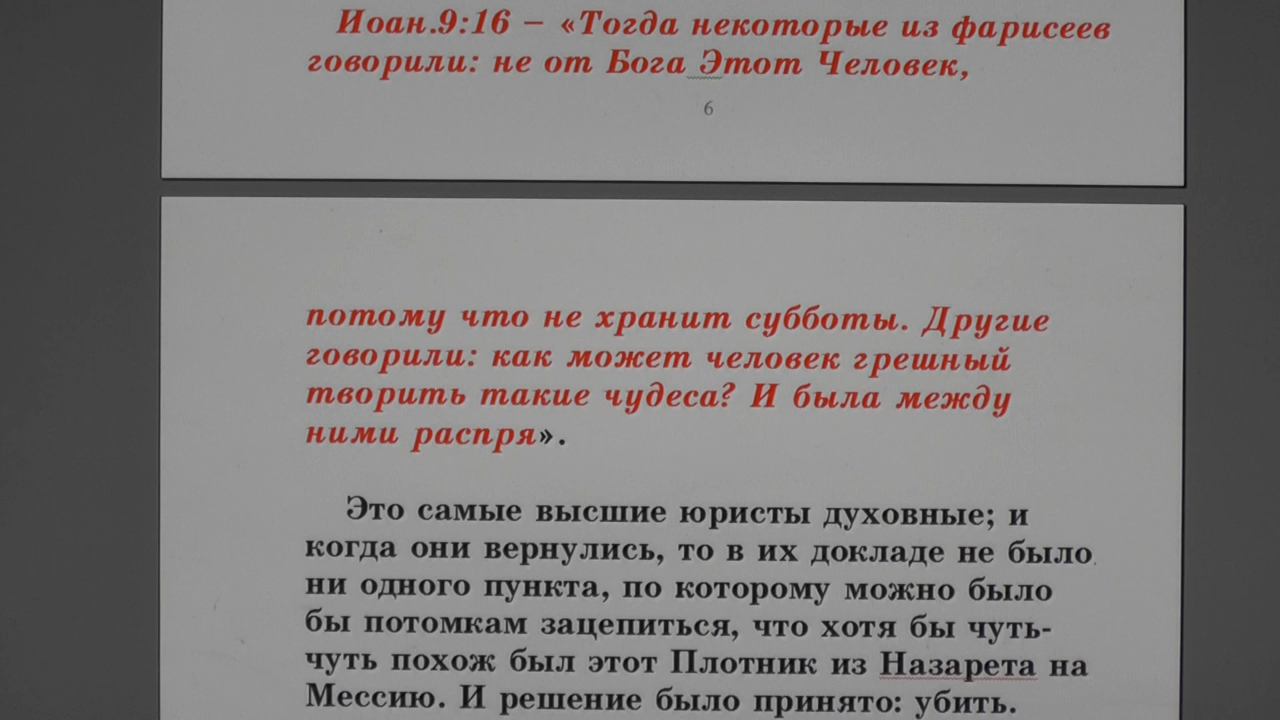 Иоан.9:16 – «Тогда некоторые из фарисеев
говорили: не от Бога Этот Человек,
6
потому что не хранит субботы. Другие
говорили: как может человек грешный
творить такие чудеса? И была между
ними распря».
Это самые высшие юристы духовные; и
когда они вернулись, то в их докладе не было
ни одного пункта, по которому можно было
бы потомкам зацепиться, что хотя бы чуть-
чуть похож был этот Плотник из Назарета на
Мессию. И решение было принято: убить.